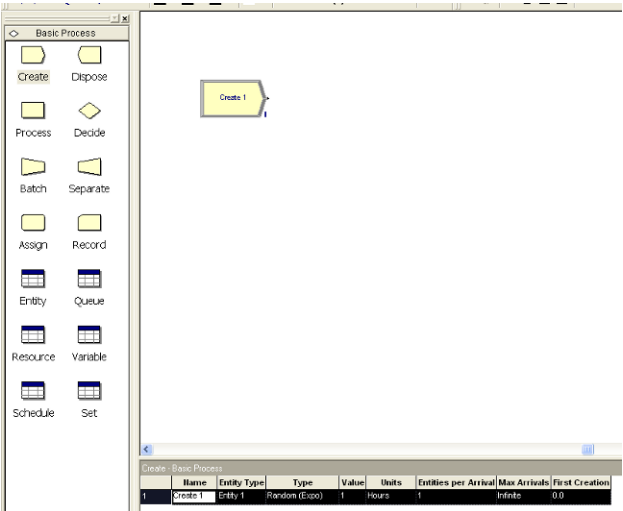 Basic Process
Create Dispose
Process Decide
Batch Separate
Assign Record
Entity Queue
Resource Variable
Schedule Set
Create 1
Create - Basic Process
Name Entity Type Type Value Units Entities per Arrival Max Arrivals First Creation
1 Create 1 Entity 1 Random (Expo) 1 Hours 1 Infinite 0.0